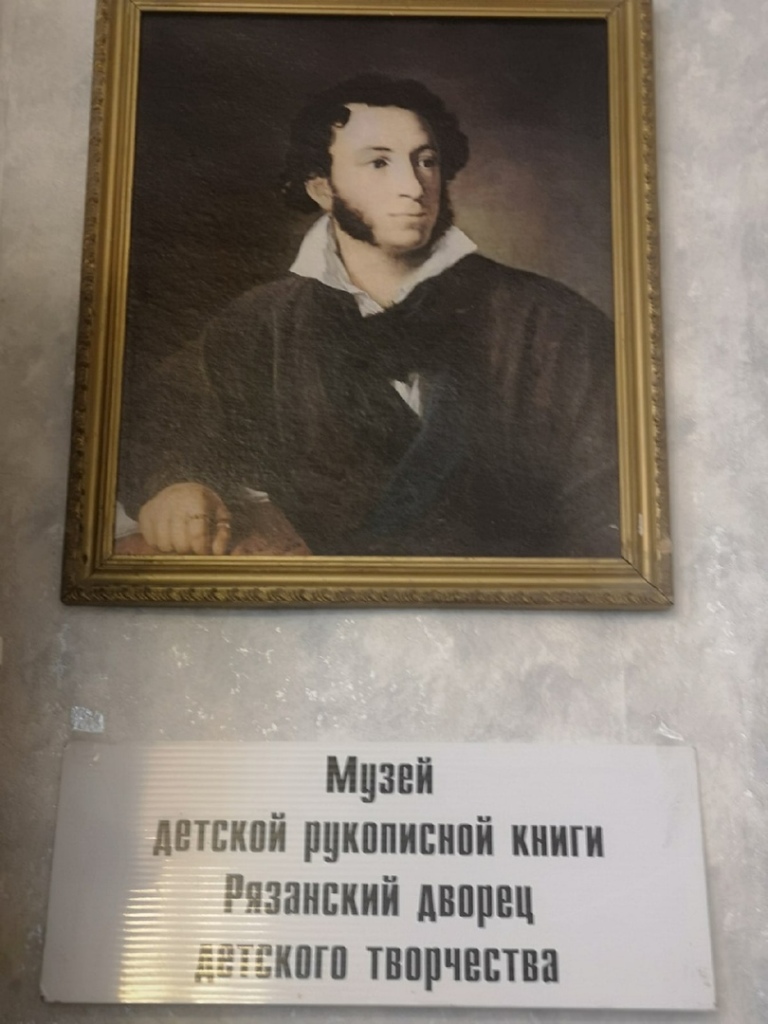 Музей
детской рукописной книги
Рязанский дворец
детского творчества